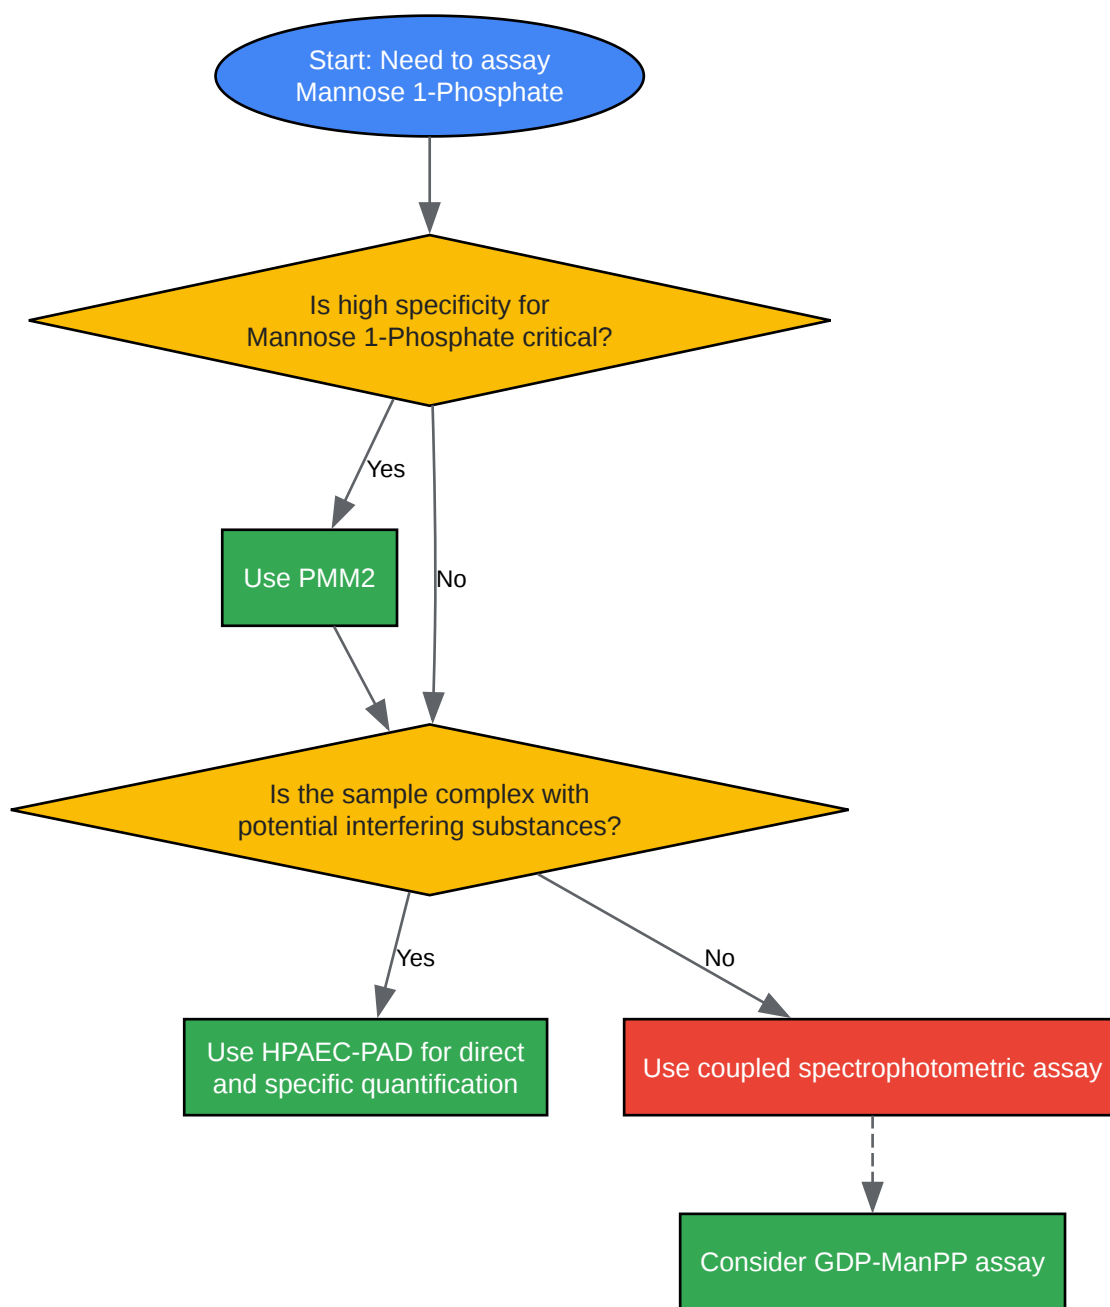 Start: Need to assay
Mannose 1-Phosphate
Is high specificity for
Mannose 1-Phosphate critical?
Yes
Use PMM2
No
Is the sample complex with
potential interfering substances?
Yes
No
Use HPAEC-PAD for direct
and specific quantification
Use coupled spectrophotometric assay
Consider GDP-ManPP assay